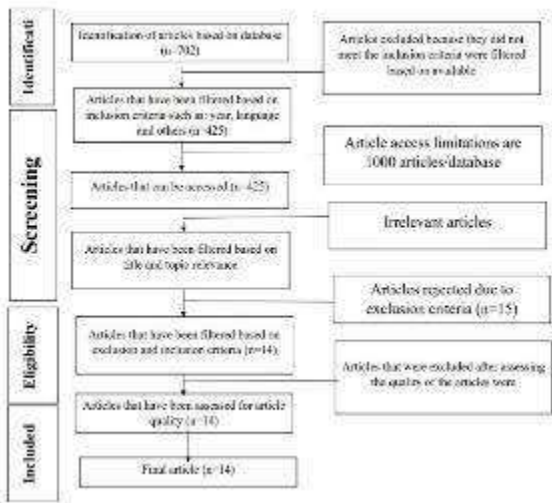 Identificati
Identification of articles based on database
(n=702)
Articles excluded because they did not
meet the inclusion criteria were filtered
based on available
Articles that have been filtered based on
inclusion criteria such as: year, language
and others (n=425)
Screening
Article access limitations are
1000 articles/database
Articles that can be accessed (n=425)
Irrelevant articles
Articles that have been filtered based on
title and topic relevance
Articles rejected due to
exclusion criteria (n=15)
Eligibility
Articles that have been filtered based on
exclusion and inclusion criteria (n=14)
Articles that were excluded after assessing
the quality of the articles were
Included
Articles that have been assessed for article
quality (n=14)
Final article (n=14)